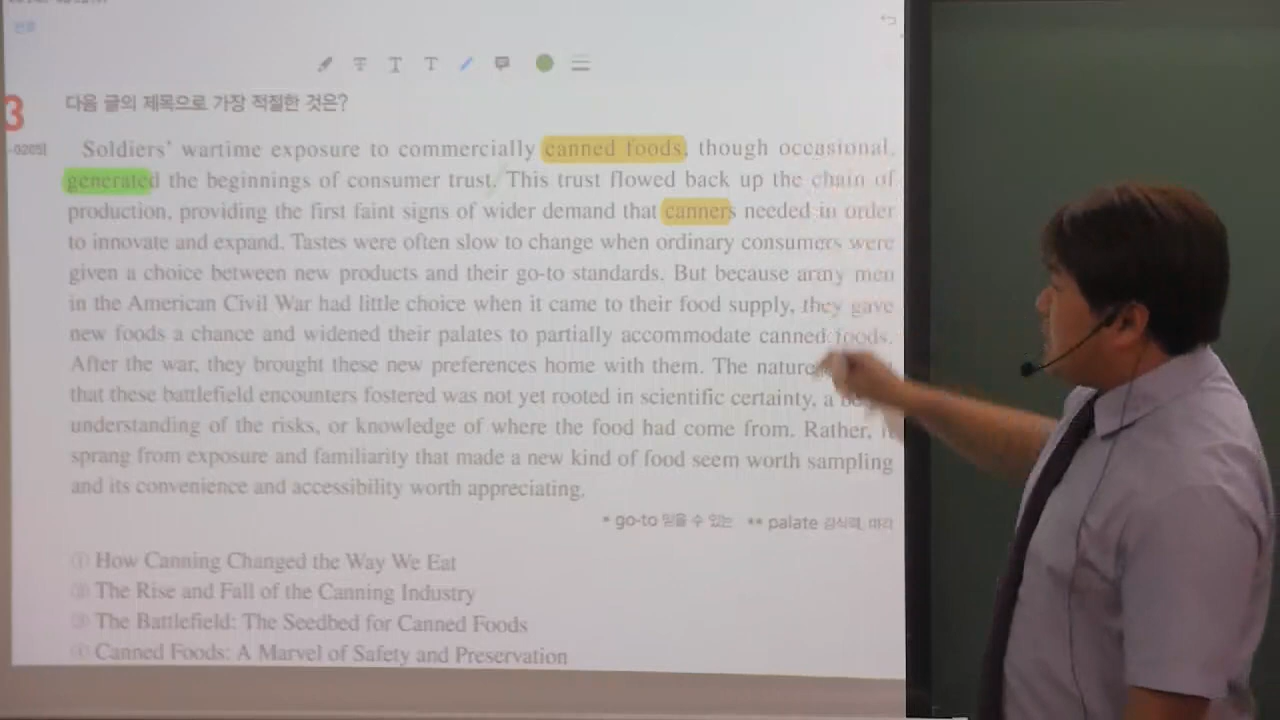 3 다음 글의 제목으로 가장 적절한 것은?
Soldiers' wartime exposure to commercially canned foods, though occasional,
generated the beginnings of consumer trust. This trust flowed back up the chain of
production, providing the first faint signs of wider demand that canners needed in order
to innovate and expand. Tastes were often slow to change when ordinary consumers were
given a choice between new products and their go-to standards. But because army men
in the American Civil War had little choice when it came to their food supply, they gave
new foods a chance and widened their palates to partially accommodate canned foods.
After the war, they brought these new preferences home with them. The nature
that these battlefield encounters fostered was not yet rooted in scientific certainty, a
understanding of the risks, or knowledge of where the food had come from. Rather,
sprang from exposure and familiarity that made a new kind of food seem worth sampling
and its convenience and accessibility worth appreciating.
* go-to 믿을 수 있는 ** palate 감식력, 미각
① How Canning Changed the Way We Eat
② The Rise and Fall of the Canning Industry
③ The Battlefield: The Seedbed for Canned Foods
④ Canned Foods: A Marvel of Safety and Preservation